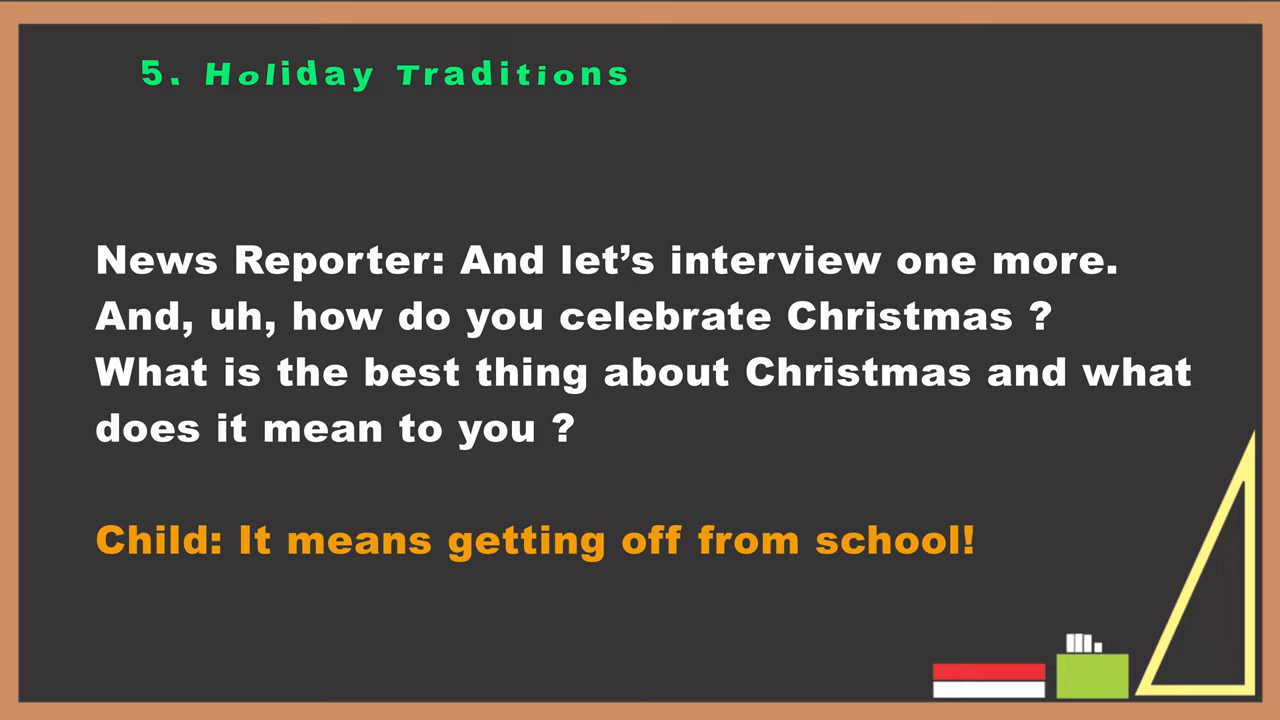 5. Holiday Traditions
News Reporter: And let’s interview one more.
And, uh, how do you celebrate Christmas ?
What is the best thing about Christmas and what
does it mean to you ?
Child: It means getting off from school!